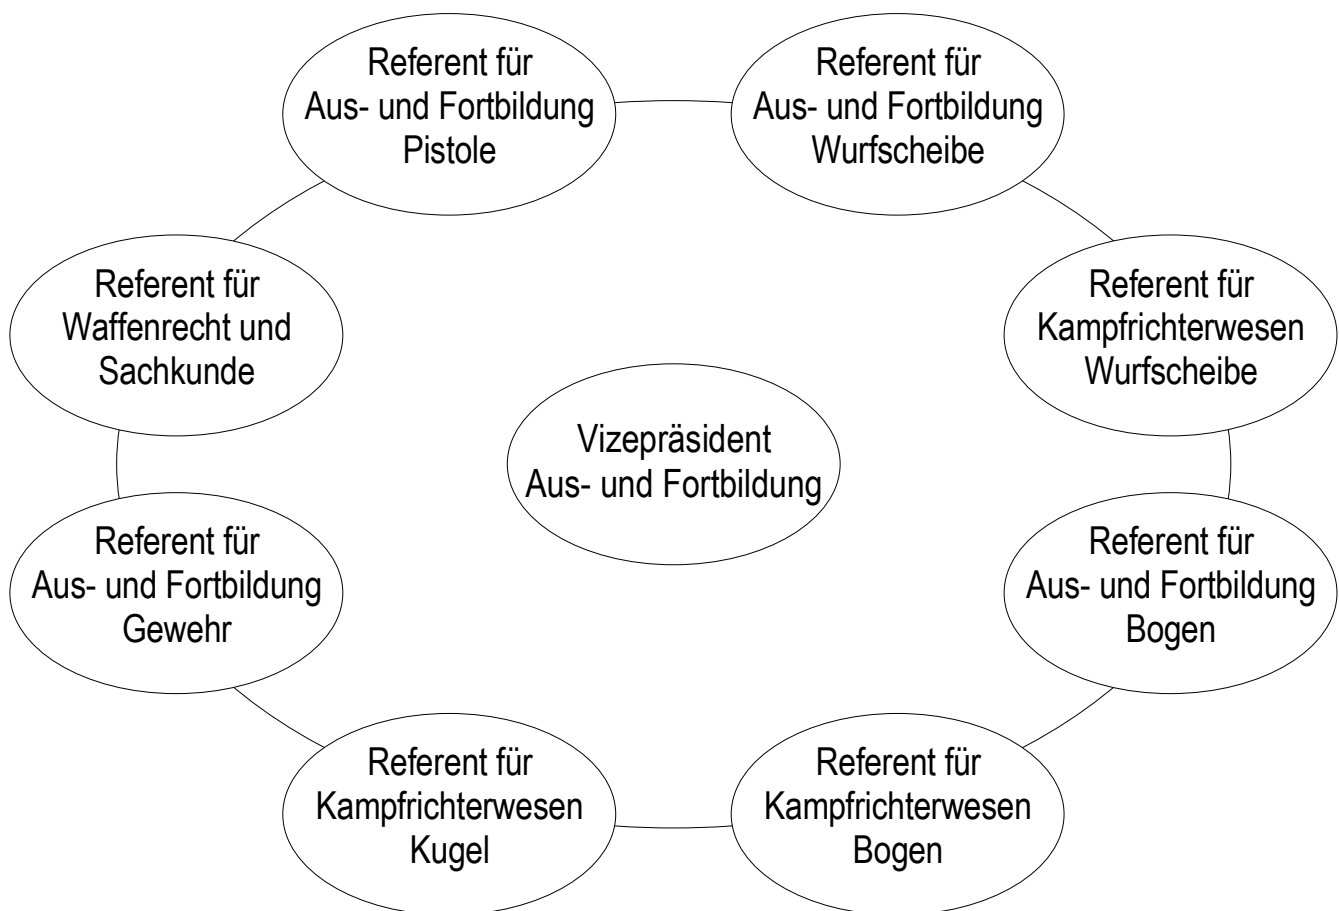 Referent für
Aus- und Fortbildung
Pistole
Referent für
Aus- und Fortbildung
Wurfscheibe
Referent für
Waffenrecht und
Sachkunde
Referent für
Kampfrichterwesen
Wurfscheibe
Vizepräsident
Aus- und Fortbildung
Referent für
Aus- und Fortbildung
Gewehr
Referent für
Aus- und Fortbildung
Bogen
Referent für
Kampfrichterwesen
Kugel
Referent für
Kampfrichterwesen
Bogen